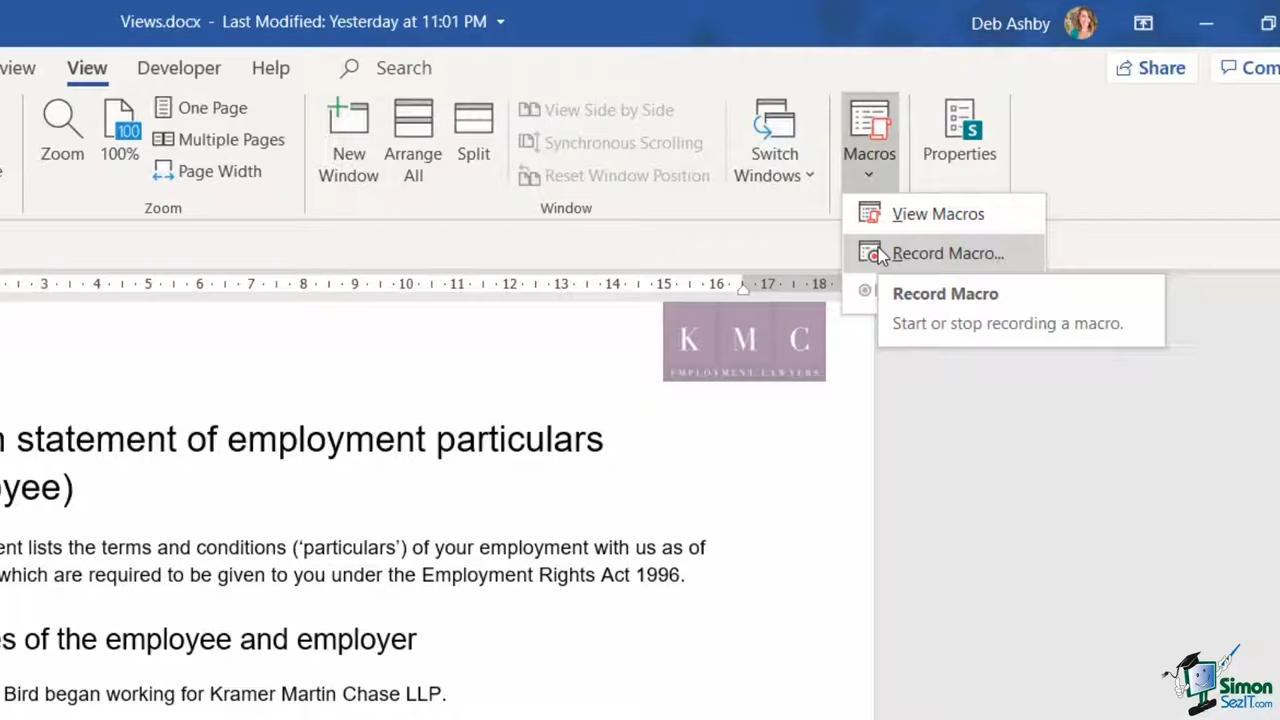 Views.docx - Last Modified: Yesterday at 11:01 PM
Deb Ashby
view View Developer Help Search
Share Com
Zoom
100
100%
One Page
Multiple Pages
Page Width
Zoom
New Window
Arrange All
Split
View Side by Side
Synchronous Scrolling
Reset Window Position
Window
Switch Windows
Macros
S
Properties
View Macros
Record Macro...
Record Macro
Start or stop recording a macro.
3 4 5 6 7 8 9 10 11 12 13 14 15 16 17 18
K M C
EMPLOYMENT LAWYERS
n statement of employment particulars
oyee)
ent lists the terms and conditions (‘particulars’) of your employment with us as of
which are required to be given to you under the Employment Rights Act 1996.
es of the employee and employer
Bird began working for Kramer Martin Chase LLP.
Simon
SezIT.com